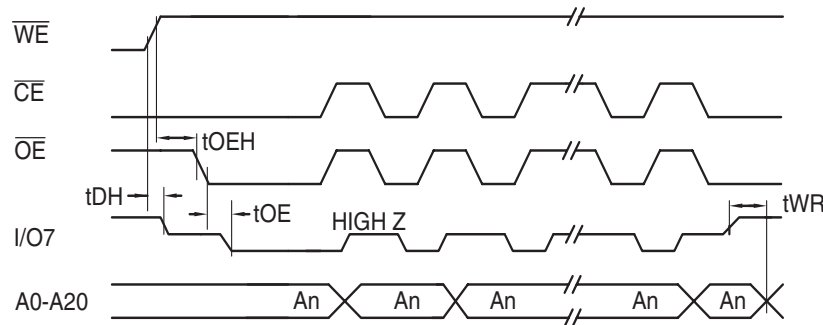 WE
CE
OE
tOEH
tDH
tOE
HIGH Z
tWR
I/O7
A0-A20
An
An
An
An
An